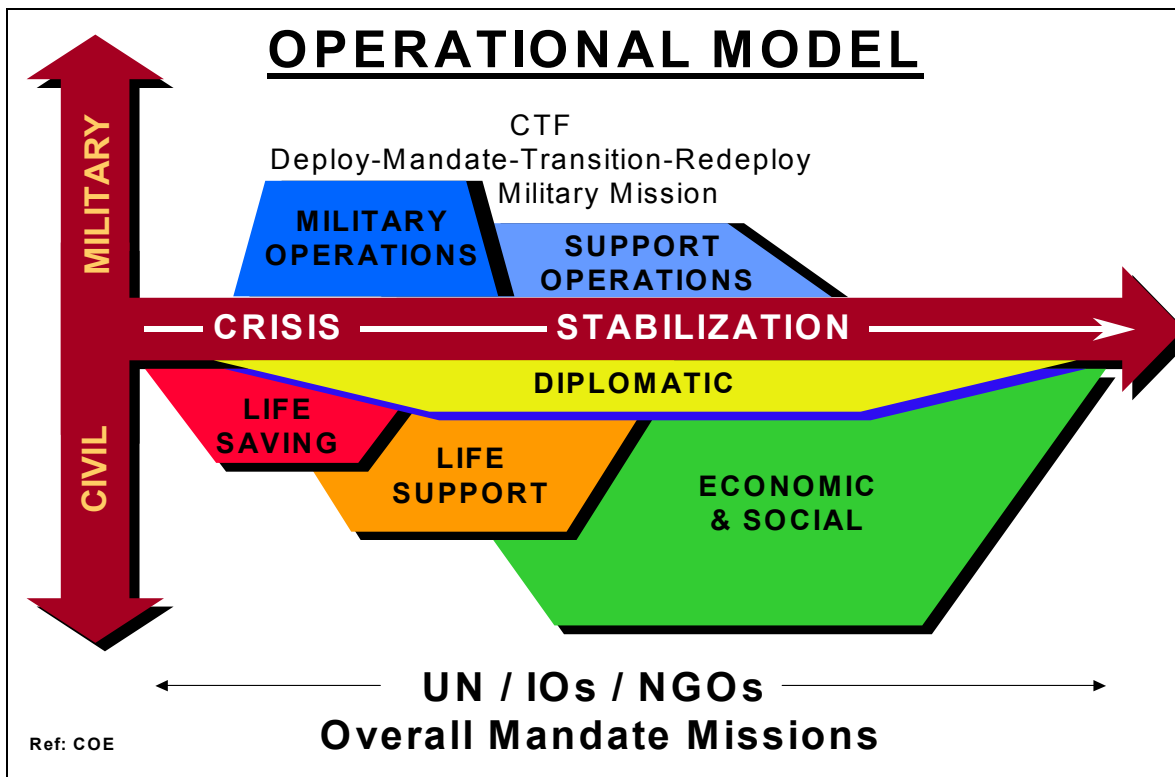 OPERATIONAL MODEL
CTF
Deploy-Mandate-Transition-Redeploy
Military Mission
MILITARY
MILITARY
OPERATIONS
SUPPORT
OPERATIONS
CRISIS
STABILIZATION
DIPLOMATIC
CIVIL
LIFE
SAVING
LIFE
SUPPORT
ECONOMIC
& SOCIAL
UN / IOs / NGOs
Overall Mandate Missions
Ref: COE